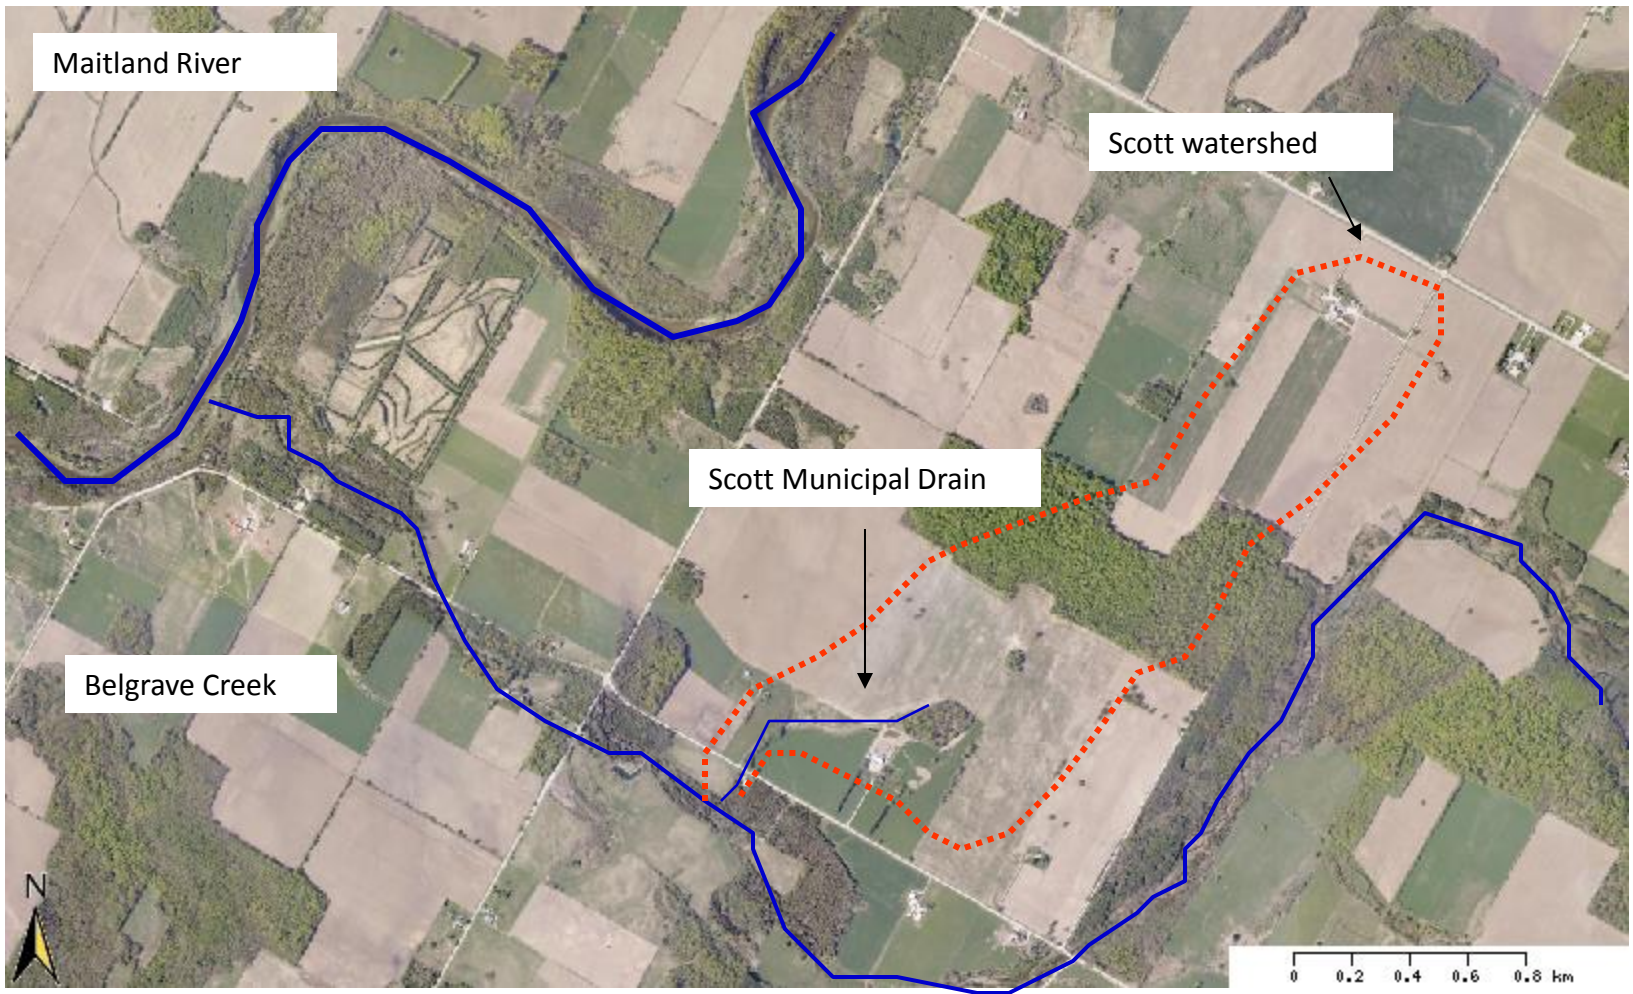 Maitland River
Scott watershed
Scott Municipal Drain
Belgrave Creek
N
0 0.2 0.4 0.6 0.8 km